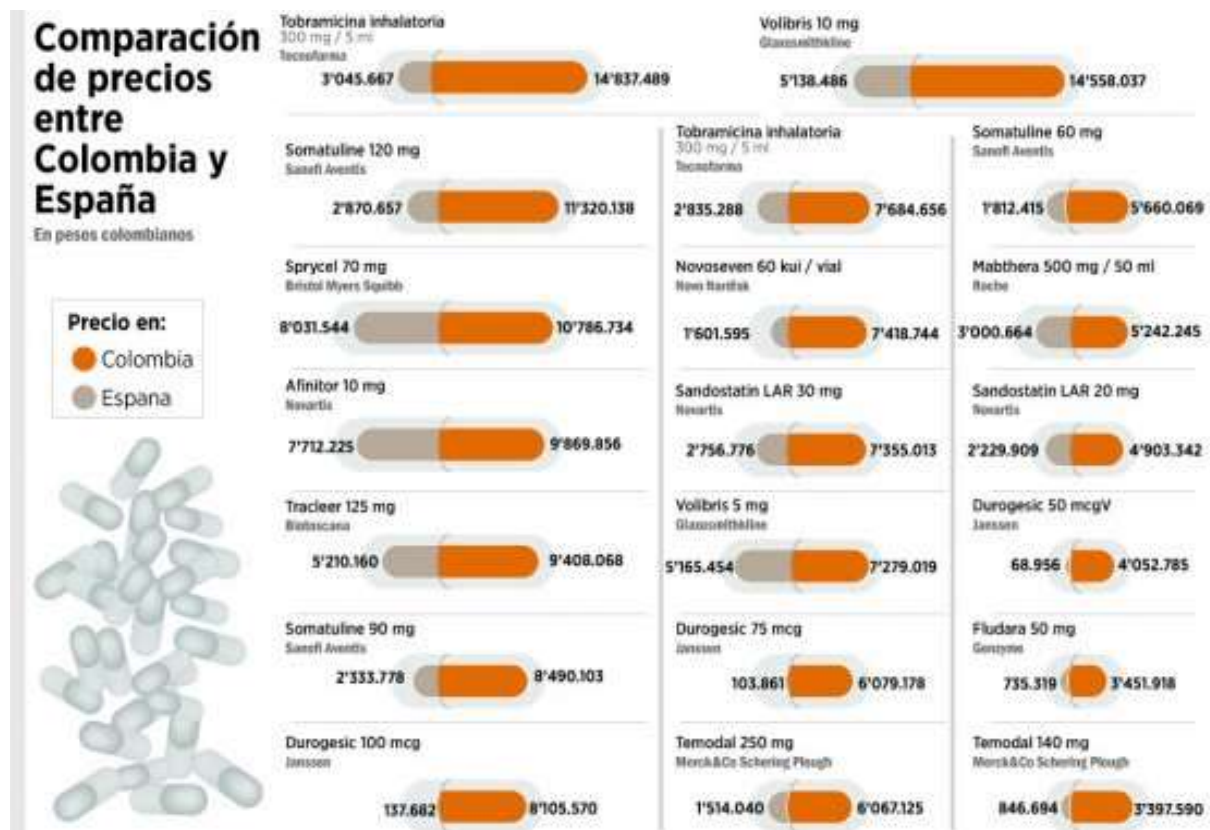 Comparación
de precios
entre
Colombia y
España
En pesos colombianos
Precio en:
Colombia
Espana
Tobramicina inhalatoria
300 mg / 5 ml
Tecnofarma
3'045.667
14'837.489
Volibris 10 mg
Glaxosmithkline
5'138.486
14'558.037
Somatuline 120 mg
Sanofi Aventis
2'870.657
11'320.138
Sprycel 70 mg
Bristol Myers Squibb
8'031.544
10'786.734
Afinitor 10 mg
Novartis
7'712.225
9'869.856
Tracleer 125 mg
Biotoscana
5'210.160
9'408.068
Somatuline 90 mg
Sanofi Aventis
2'333.778
8'490.103
Durogesic 100 mcg
Janssen
137.682
8'105.570
Tobramicina inhalatoria
300 mg / 5 ml
Tecnofarma
2'835.288
7'684.656
Novoseven 60 kui / vial
Novo Nordisk
1'601.595
7'418.744
Sandostatin LAR 30 mg
Novartis
2'756.776
7'355.013
Volibris 5 mg
Glaxosmithkline
5'165.454
7'279.019
Durogesic 75 mcg
Janssen
103.861
6'079.178
Temodal 250 mg
Merck&Co Schering Plough
1'514.040
6'067.125
Somatuline 60 mg
Sanofi Aventis
1'812.415
5'660.069
Mabthera 500 mg / 50 ml
Roche
3'000.664
5'242.245
Sandostatin LAR 20 mg
Novartis
2'229.909
4'903.342
Durogesic 50 mcgV
Janssen
68.956
4'052.785
Fludara 50 mg
Genzyme
735.319
3'451.918
Temodal 140 mg
Merck&Co Schering Plough
846.694
3'397.590